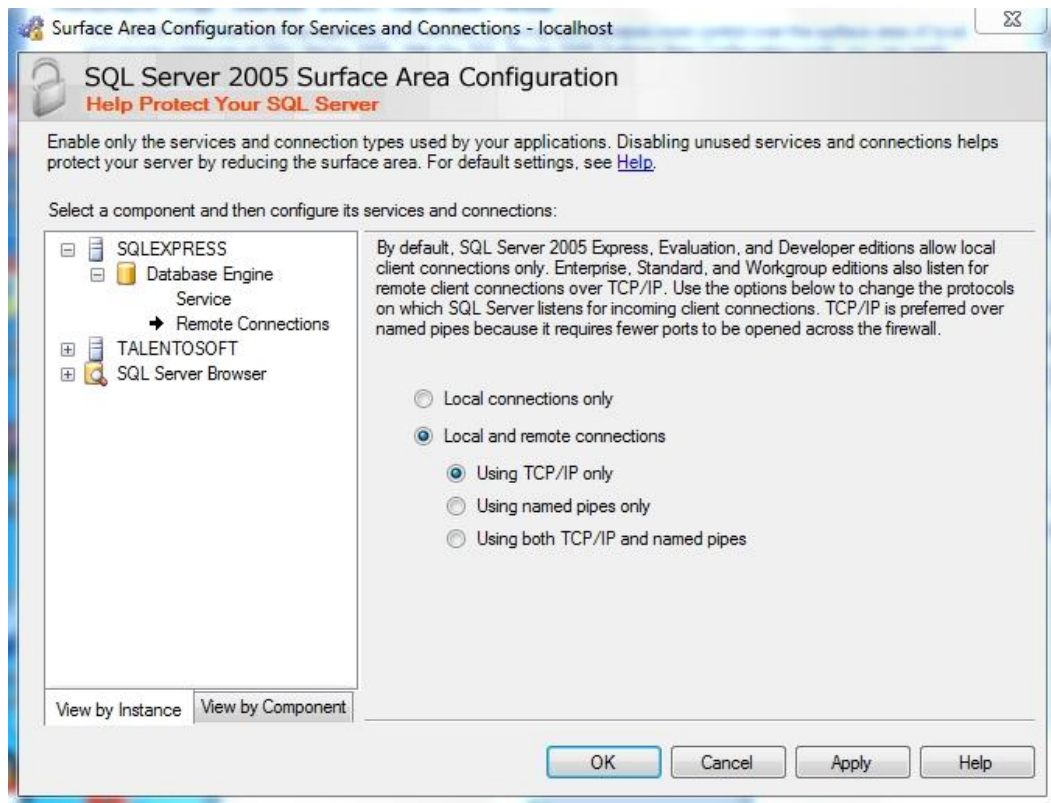 Surface Area Configuration for Services and Connections - localhost
SQL Server 2005 Surface Area Configuration
Help Protect Your SQL Server
Enable only the services and connection types used by your applications. Disabling unused services and connections helps
protect your server by reducing the surface area. For default settings, see Help.
Select a component and then configure its services and connections:
SQLEXPRESS
Database Engine
Service
Remote Connections
TALENTOSOFT
SQL Server Browser
View by Instance
View by Component
By default, SQL Server 2005 Express, Evaluation, and Developer editions allow local
client connections only. Enterprise, Standard, and Workgroup editions also listen for
remote client connections over TCP/IP. Use the options below to change the protocols
on which SQL Server listens for incoming client connections. TCP/IP is preferred over
named pipes because it requires fewer ports to be opened across the firewall.
Local connections only
Local and remote connections
Using TCP/IP only
Using named pipes only
Using both TCP/IP and named pipes
OK
Cancel
Apply
Help